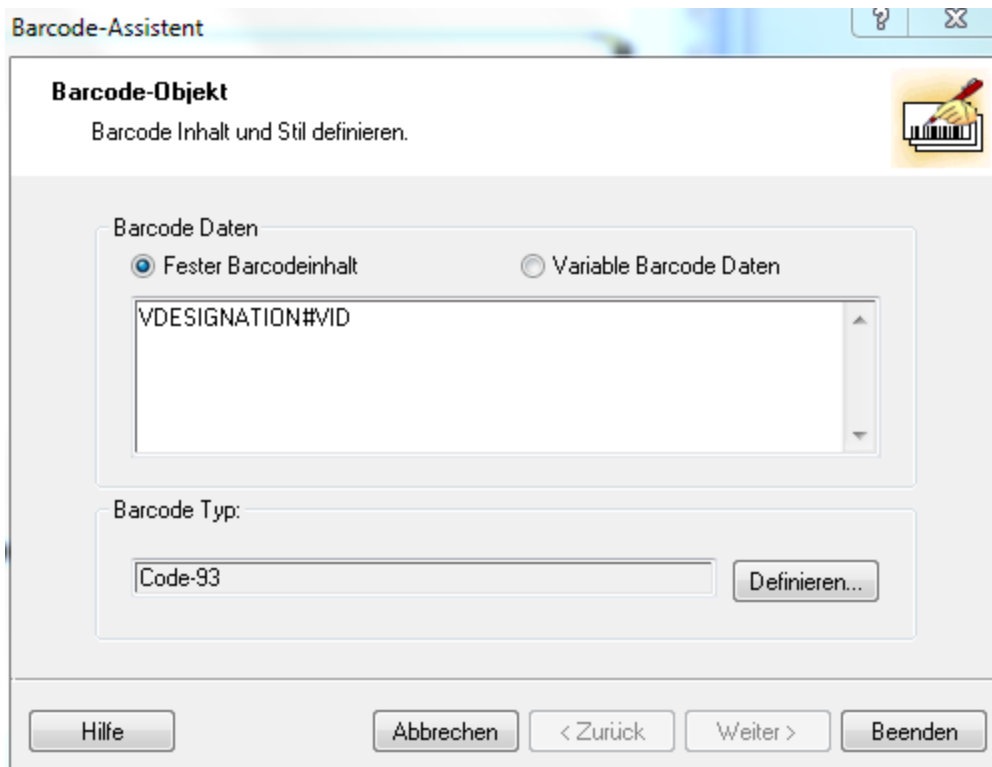 Barcode-Assistent
Barcode-Objekt
Barcode Inhalt und Stil definieren.
Barcode Daten
Fester Barcodeinhalt
Variable Barcode Daten
VDESIGNATION#VID
Barcode Typ:
Code-93
Definieren...
Hilfe
Abbrechen
< Zurück
Weiter >
Beenden